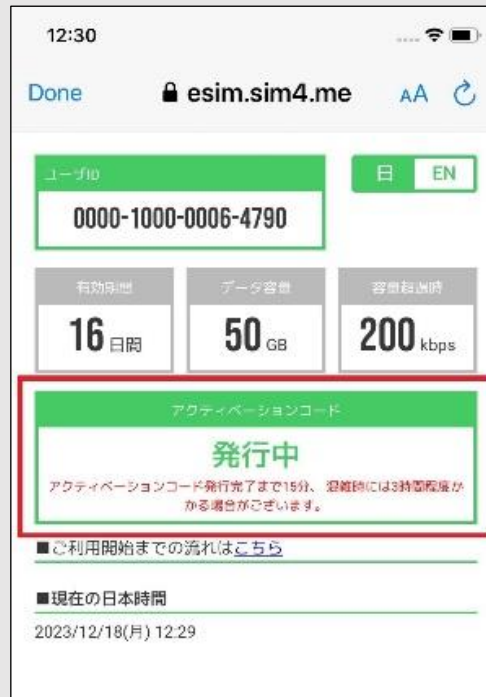 12:30
Done esim.sim4.me AA
ユーザID
日 EN
0000-1000-0006-4790
有効期間 データ容量 容量超過時
16日間 50 GB 200 kbps
アクティベーションコード
発行中
アクティベーションコード発行完了まで15分、混雑時には3時間程度か
かる場合がございます。
■ご利用開始までの流れはこちら
■現在の日本時間
2023/12/18(月) 12:29